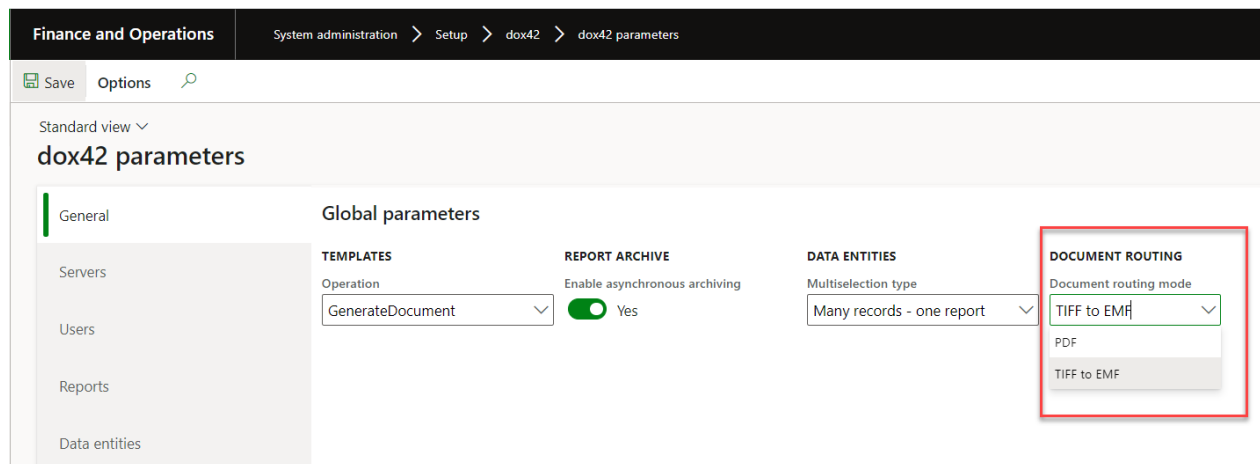 Finance and Operations
System administration > Setup > dox42 > dox42 parameters
Save Options
Standard view
dox42 parameters
General
Servers
Users
Reports
Data entities
Global parameters
TEMPLATES
Operation
GenerateDocument
REPORT ARCHIVE
Enable asynchronous archiving
Yes
DATA ENTITIES
Multiselection type
Many records - one report
DOCUMENT ROUTING
Document routing mode
TIFF to EMF
PDF
TIFF to EMF